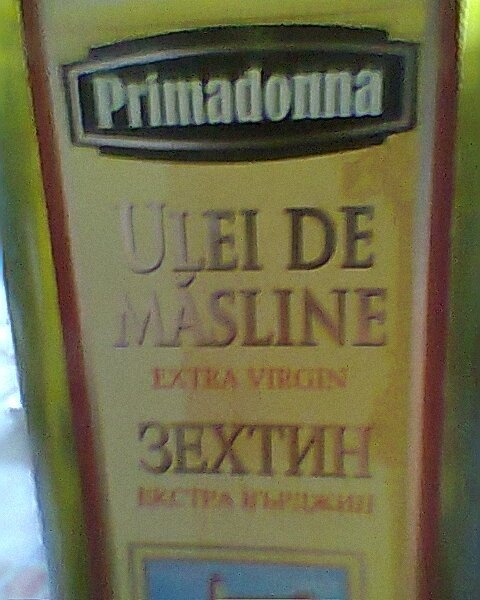 Primadonna
ULEI DE
MĂSLINE
EXTRA VIRGIN
ЗЕХТИН
ЕКСТРА ВЪРДЖИН